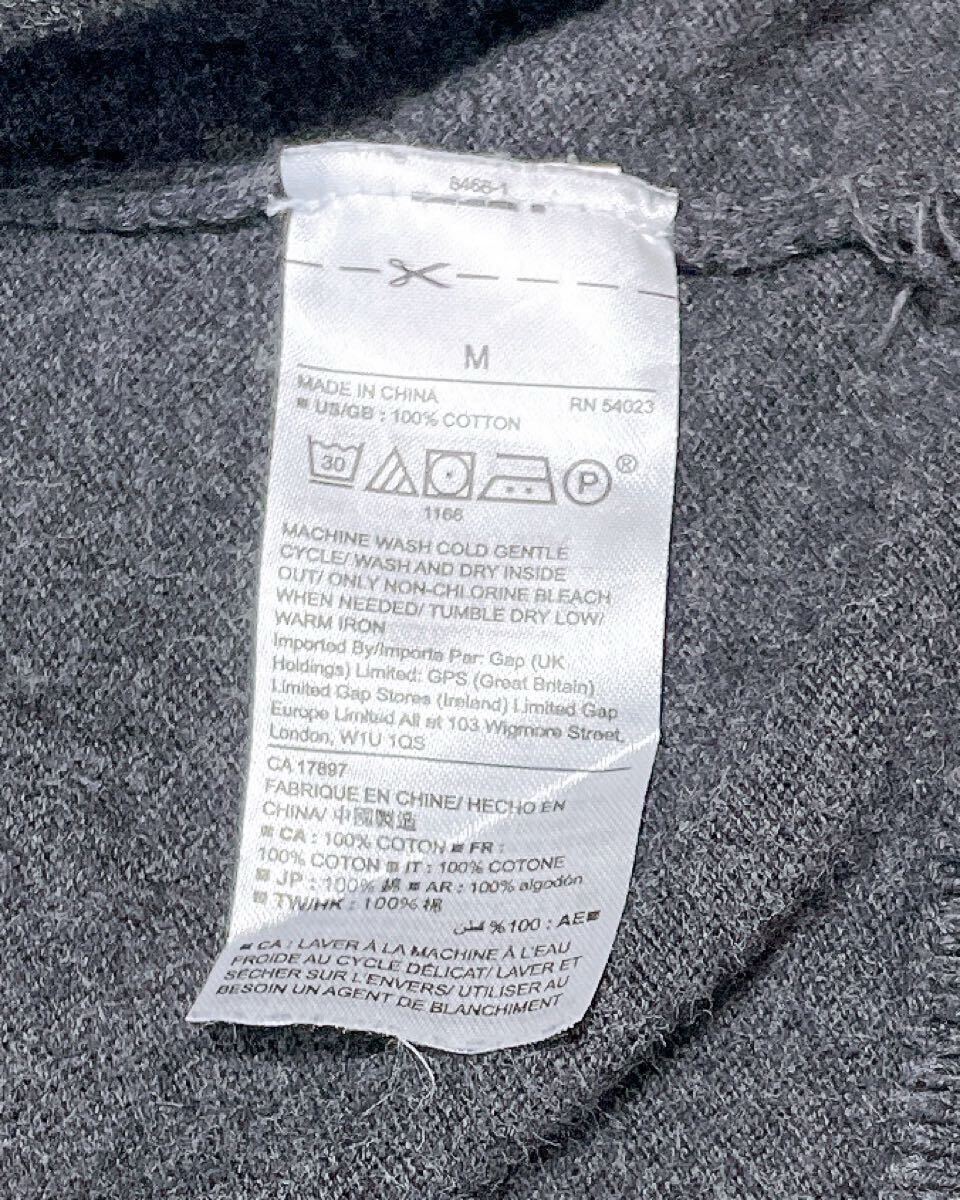 8466-1
M
MADE IN CHINA RN 54023
US/GB : 100% COTTON
30 P ®
1166
MACHINE WASH COLD GENTLE
CYCLE/ WASH AND DRY INSIDE
OUT/ ONLY NON-CHLORINE BLEACH
WHEN NEEDED/ TUMBLE DRY LOW/
WARM IRON
Imported By/Importe Par: Gap (UK
Holdings) Limited: GPS (Great Britain)
Limited Gap Stores (Ireland) Limited Gap
Europe Limited All at 103 Wigmore Street,
London, W1U 1QS
CA 17897
FABRIQUE EN CHINE/ HECHO EN
CHINA/ 中國製造
CA : 100% COTON FR :
100% COTON IT : 100% COTONE
JP : 100% 綿 AR : 100% algodón
TW/HK : 100% 棉
AE : %100 قطن
CA : LAVER À LA MACHINE À L'EAU
FROIDE AU CYCLE DÉLICAT/ LAVER ET
SÉCHER SUR L'ENVERS/ UTILISER AU
BESOIN UN AGENT DE BLANCHIMENT